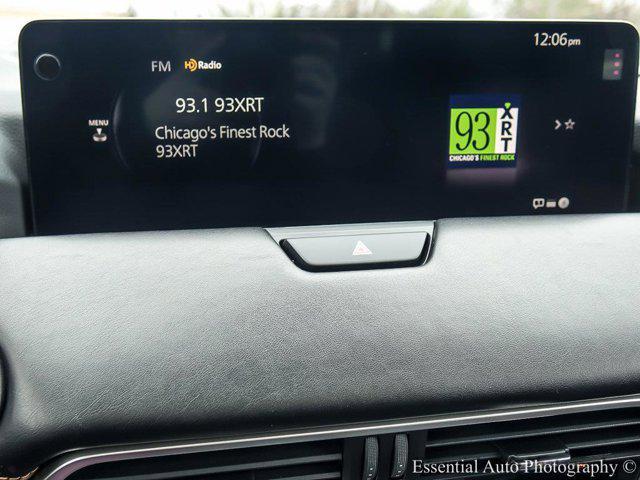 12:06pm
FM HD Radio
93.1 93XRT
MENU
Chicago's Finest Rock
93XRT
93 XRT
CHICAGO'S FINEST ROCK
Essential Auto Photography ©